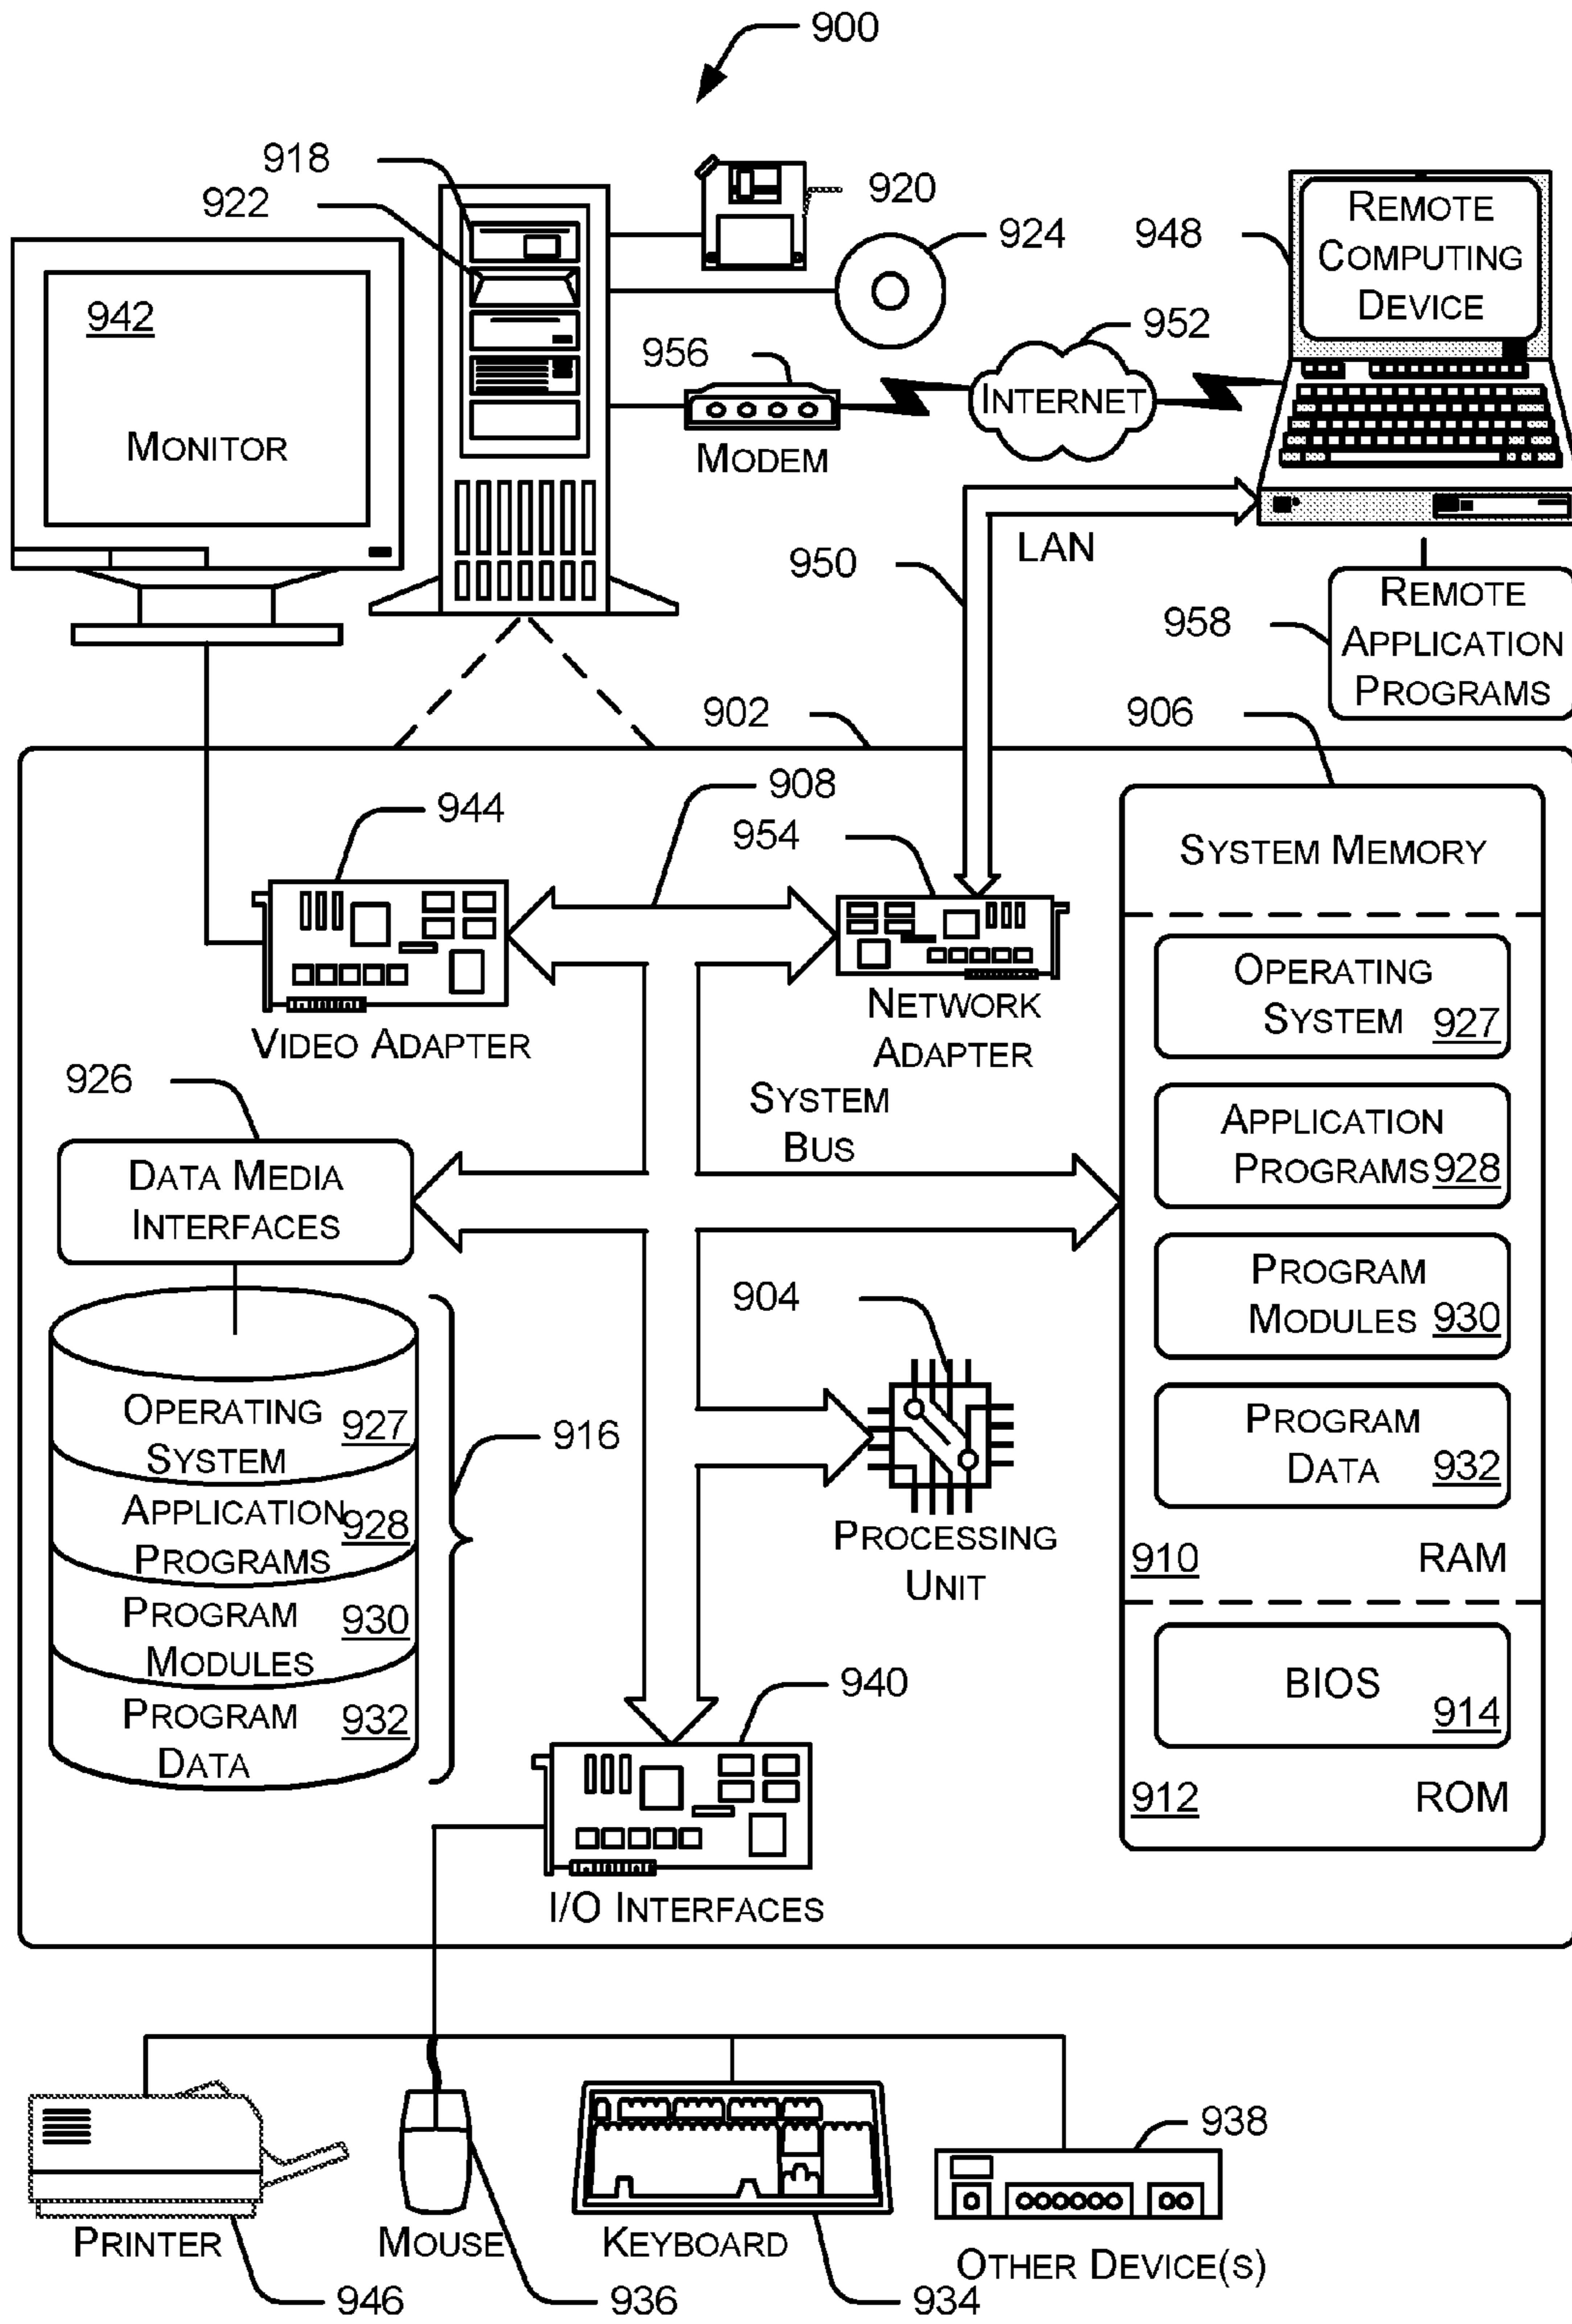 900
918
922
920
924
948
REMOTE
COMPUTING
DEVICE
942
MONITOR
956
MODEM
952
INTERNET
LAN
950
958
REMOTE
APPLICATION
PROGRAMS
902
906
908
944
954
VIDEO ADAPTER
NETWORK
ADAPTER
SYSTEM
BUS
SYSTEM MEMORY
OPERATING
SYSTEM 927
APPLICATION
PROGRAMS 928
PROGRAM
MODULES 930
PROGRAM
DATA 932
910 RAM
BIOS
914
912 ROM
926
DATA MEDIA
INTERFACES
OPERATING
SYSTEM 927
APPLICATION
PROGRAMS 928
PROGRAM
MODULES 930
PROGRAM
DATA 932
916
904
PROCESSING
UNIT
940
I/O INTERFACES
PRINTER
946
MOUSE
936
KEYBOARD
934
938
OTHER DEVICE(S)